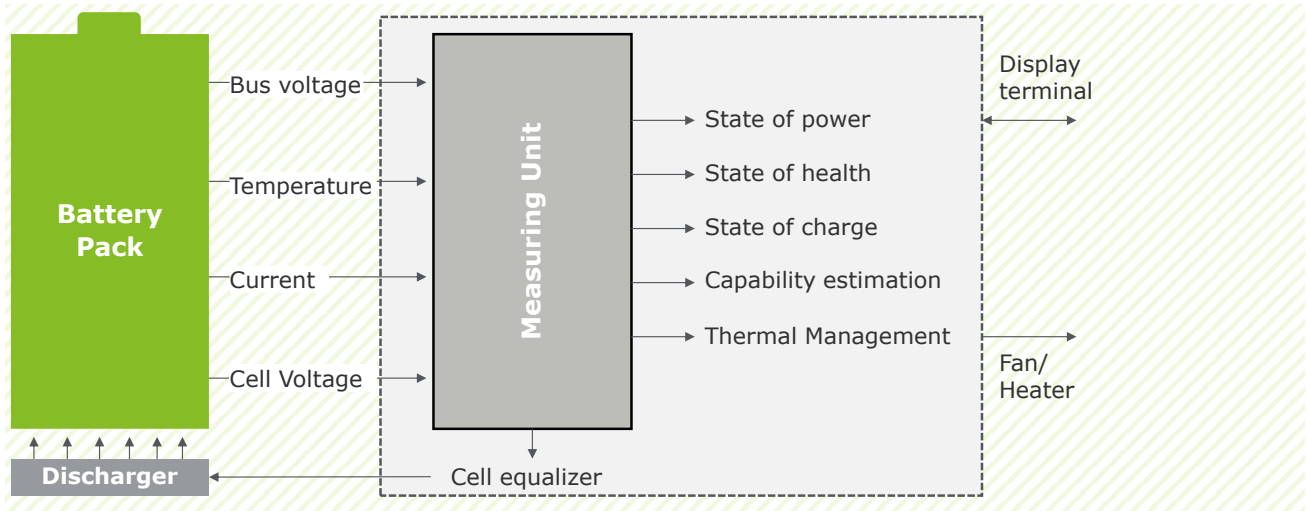 Battery
Pack
Discharger
Bus voltage
Temperature
Current
Cell Voltage
Measuring Unit
State of power
State of health
State of charge
Capability estimation
Thermal Management
Cell equalizer
Display
terminal
Fan/
Heater